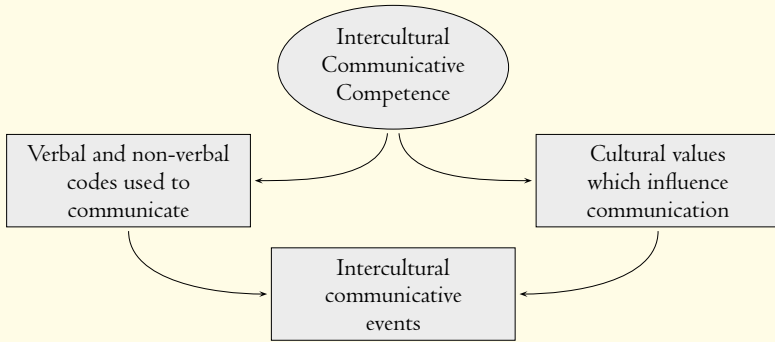 Intercultural
Communicative
Competence
Verbal and non-verbal
codes used to
communicate
Cultural values
which influence
communication
Intercultural
communicative
events